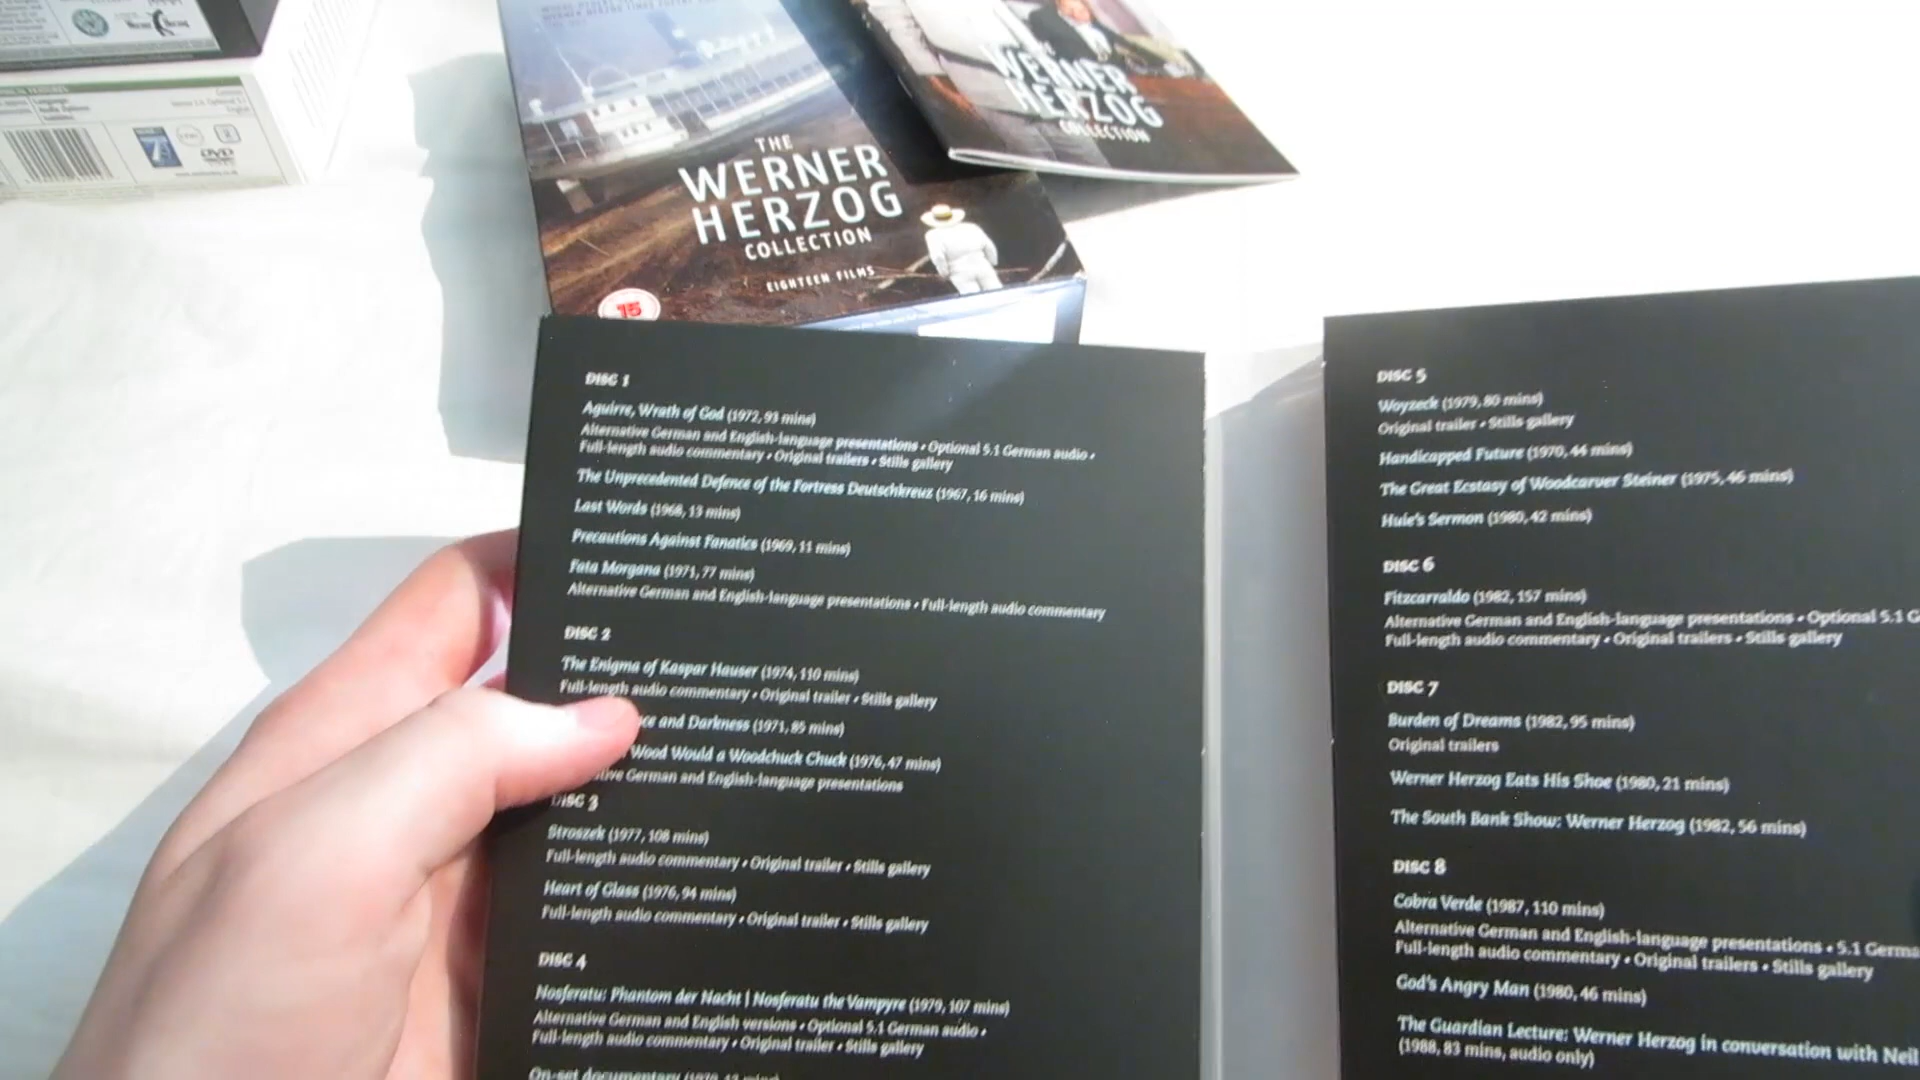 THE
WERNER
HERZOG
COLLECTION
EIGHTEEN FILMS
15
WERNER
HERZOG
COLLECTION
DVD
DISC 1
Aguirre, Wrath of God (1972, 93 mins)
Alternative German and English-language presentations • Optional 5.1 German audio •
Full-length audio commentary • Original trailers • Stills gallery
The Unprecedented Defence of the Fortress Deutschkreuz (1967, 16 mins)
Last Words (1968, 13 mins)
Precautions Against Fanatics (1969, 11 mins)
Fata Morgana (1971, 77 mins)
Alternative German and English-language presentations • Full-length audio commentary
DISC 2
The Enigma of Kaspar Hauser (1974, 110 mins)
Full-length audio commentary • Original trailer • Stills gallery
and Darkness (1971, 85 mins)
Wood Would a Woodchuck Chuck (1976, 47 mins)
German and English-language presentations
DISC 3
Stroszek (1977, 108 mins)
Full-length audio commentary • Original trailer • Stills gallery
Heart of Glass (1976, 94 mins)
Full-length audio commentary • Original trailer • Stills gallery
DISC 4
Nosferatu: Phantom der Nacht | Nosferatu the Vampyre (1979, 107 mins)
Alternative German and English versions • Optional 5.1 German audio •
Full-length audio commentary • Original trailer • Stills gallery
On-set documentary
DISC 5
Woyzeck (1979, 80 mins)
Original trailer • Stills gallery
Handicapped Future (1970, 44 mins)
The Great Ecstasy of Woodcarver Steiner (1975, 46 mins)
Huie's Sermon (1980, 42 mins)
DISC 6
Fitzcarraldo (1982, 157 mins)
Alternative German and English-language presentations • Optional 5.1 G
Full-length audio commentary • Original trailers • Stills gallery
DISC 7
Burden of Dreams (1982, 95 mins)
Original trailers
Werner Herzog Eats His Shoe (1980, 21 mins)
The South Bank Show: Werner Herzog (1982, 56 mins)
DISC 8
Cobra Verde (1987, 110 mins)
Alternative German and English-language presentations • 5.1 Germa
Full-length audio commentary • Original trailers • Stills gallery
God's Angry Man (1980, 46 mins)
The Guardian Lecture: Werner Herzog in conversation with Neil
(1988, 83 mins, audio only)